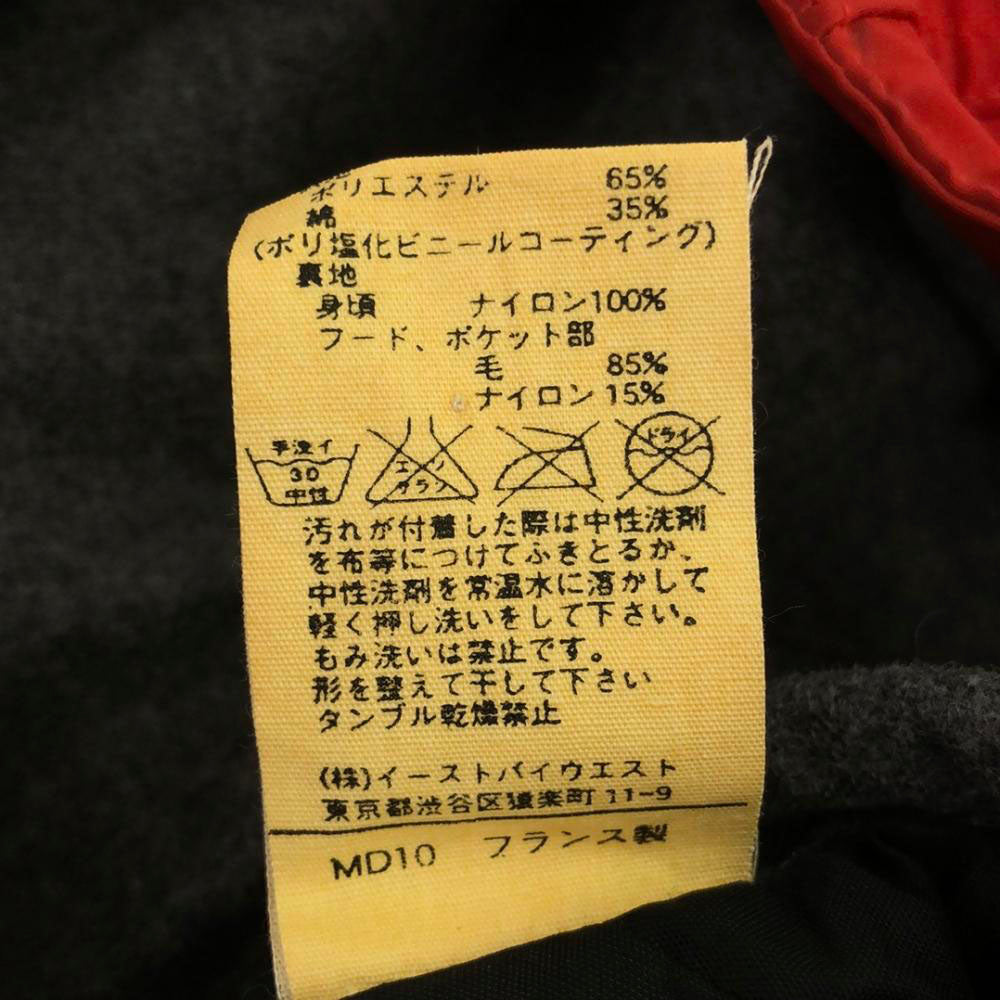 ポリエステル 65%
綿 35%
(ポリ塩化ビニールコーティング)
裏地
身頃 ナイロン100%
フード、ポケット部
毛 85%
ナイロン 15%
手洗イ
30
中性
エンソ
サラシ
ドライ
汚れが付着した際は中性洗剤
を布等につけてふきとるか、
中性洗剤を常温水に溶かして
軽く押し洗いをして下さい。
もみ洗いは禁止です。
形を整えて干して下さい
タンブル乾燥禁止
(株)イーストバイウエスト
東京都渋谷区猿楽町11-9
MD10 フランス製